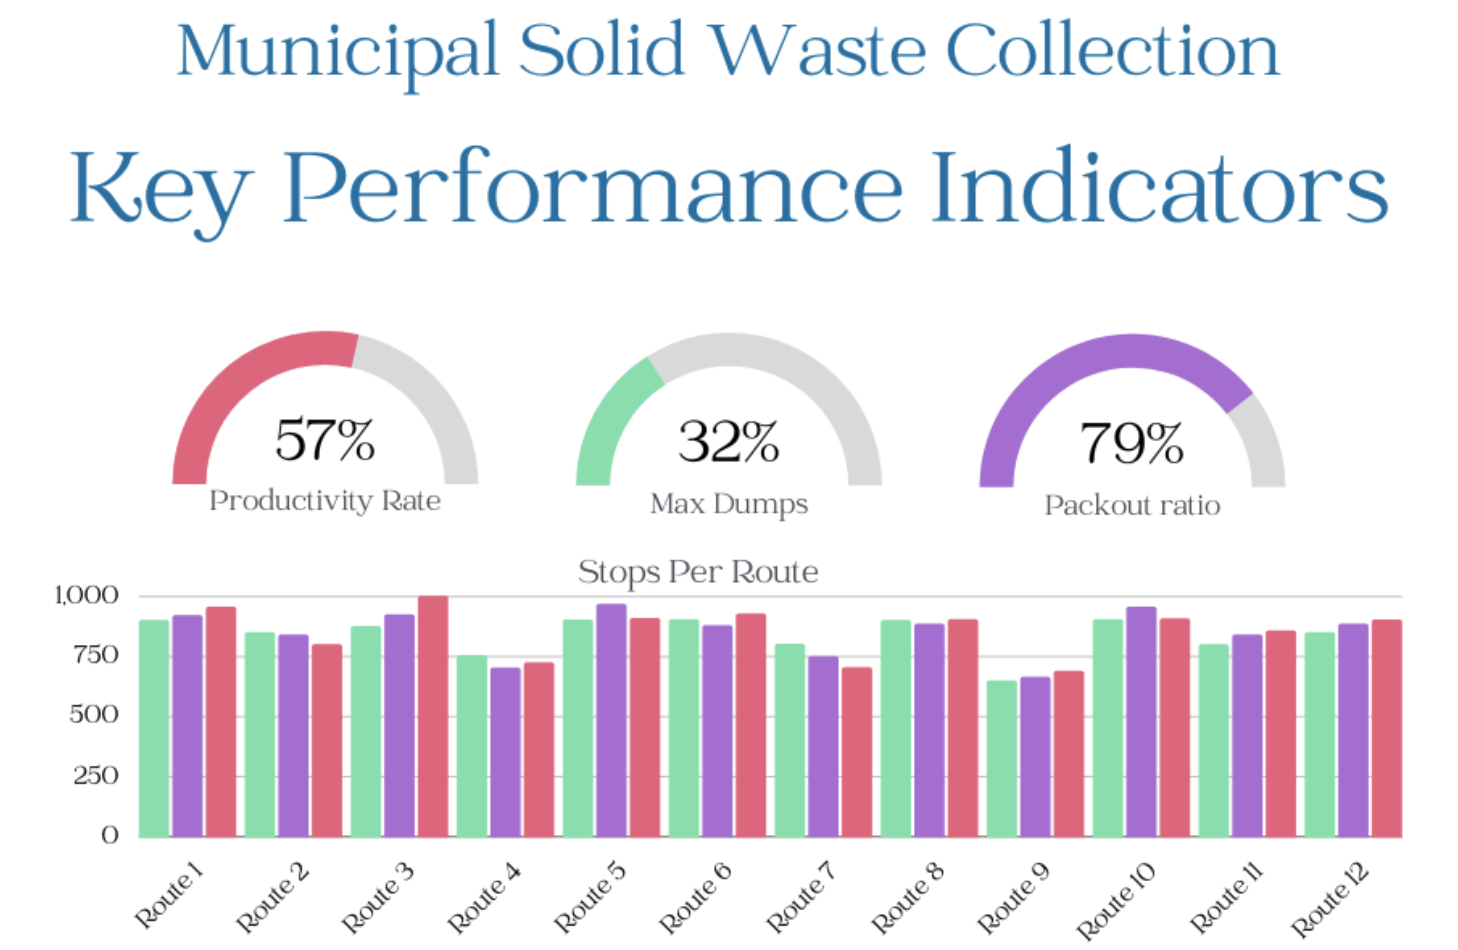 Municipal Solid Waste Collection
Key Performance Indicators
57%
Productivity Rate
32%
Max Dumps
79%
Packout ratio
Stops Per Route
1,000
750
500
250
0
Route 1
Route 2
Route 3
Route 4
Route 5
Route 6
Route 7
Route 8
Route 9
Route 10
Route 11
Route 12